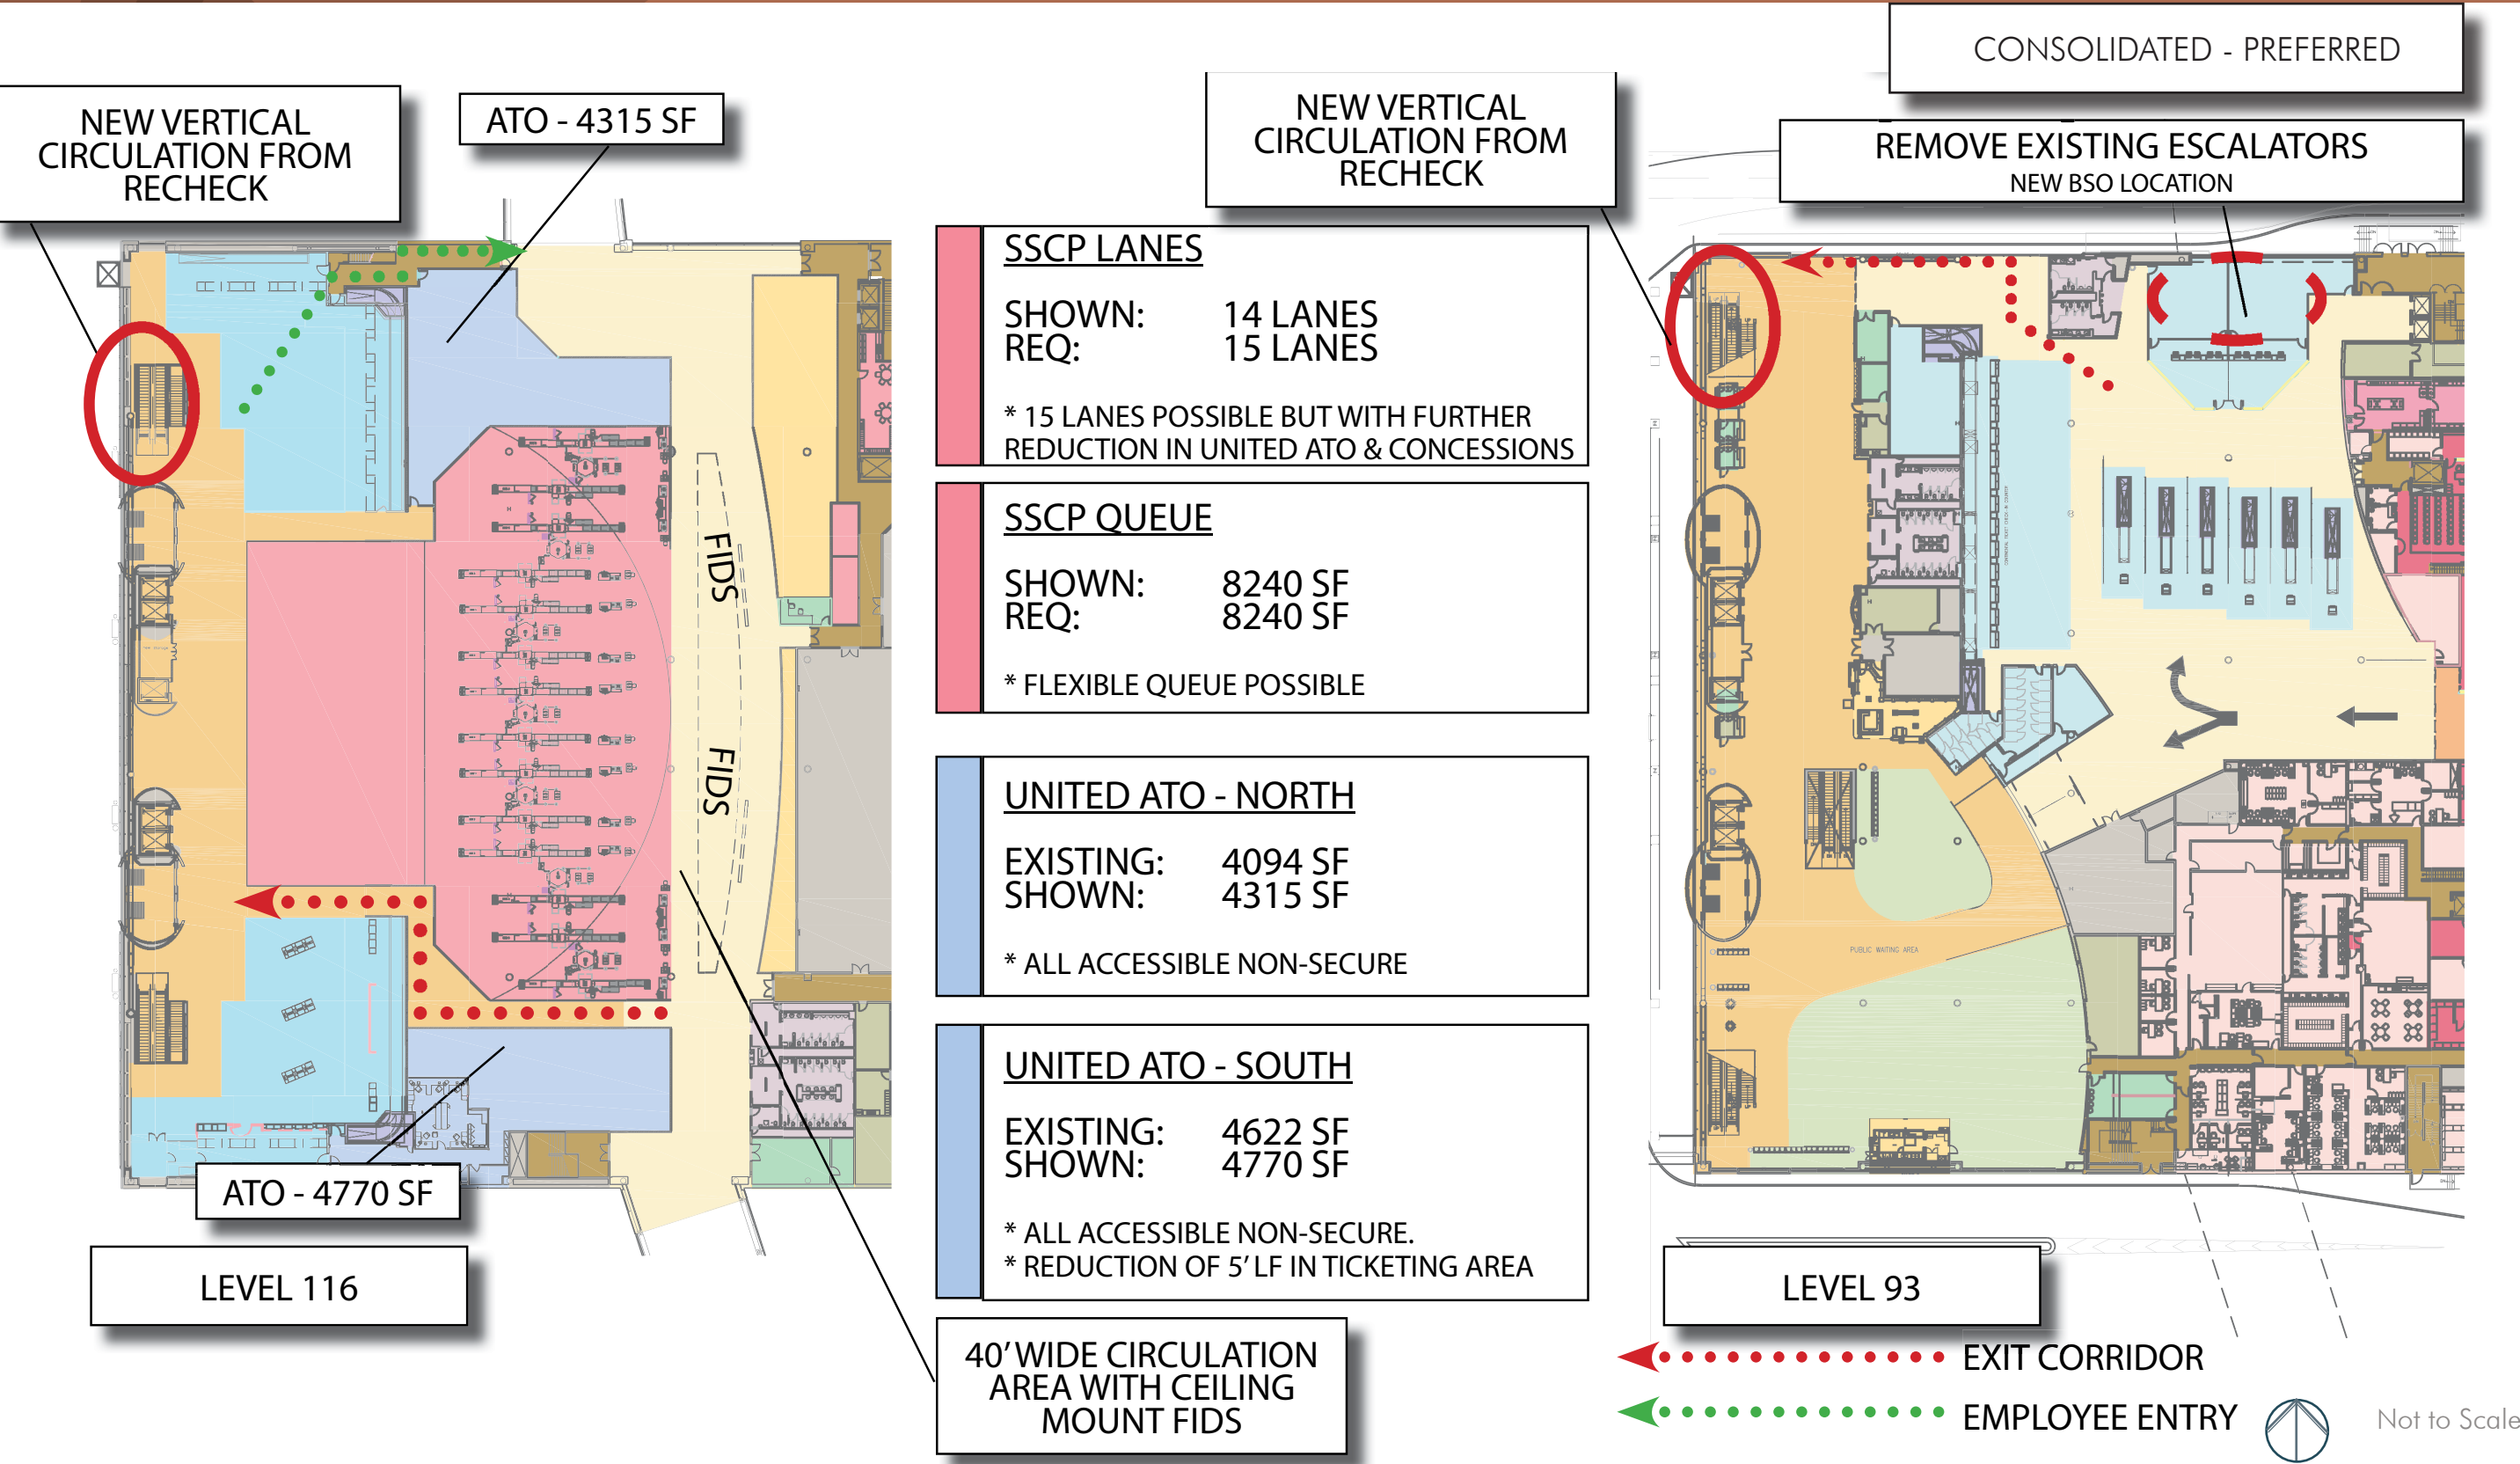 CONSOLIDATED - PREFERRED
NEW VERTICAL
CIRCULATION FROM
RECHECK
ATO - 4315 SF
NEW VERTICAL
CIRCULATION FROM
RECHECK
REMOVE EXISTING ESCALATORS
NEW BSO LOCATION
SSCP LANES
SHOWN: 14 LANES
REQ: 15 LANES
* 15 LANES POSSIBLE BUT WITH FURTHER
REDUCTION IN UNITED ATO & CONCESSIONS
SSCP QUEUE
SHOWN: 8240 SF
REQ: 8240 SF
* FLEXIBLE QUEUE POSSIBLE
UNITED ATO - NORTH
EXISTING: 4094 SF
SHOWN: 4315 SF
* ALL ACCESSIBLE NON-SECURE
UNITED ATO - SOUTH
EXISTING: 4622 SF
SHOWN: 4770 SF
* ALL ACCESSIBLE NON-SECURE.
* REDUCTION OF 5' LF IN TICKETING AREA
FIDS
FIDS
PUBLIC WAITING AREA
ATO - 4770 SF
LEVEL 116
40' WIDE CIRCULATION
AREA WITH CEILING
MOUNT FIDS
LEVEL 93
EXIT CORRIDOR
EMPLOYEE ENTRY
Not to Scale